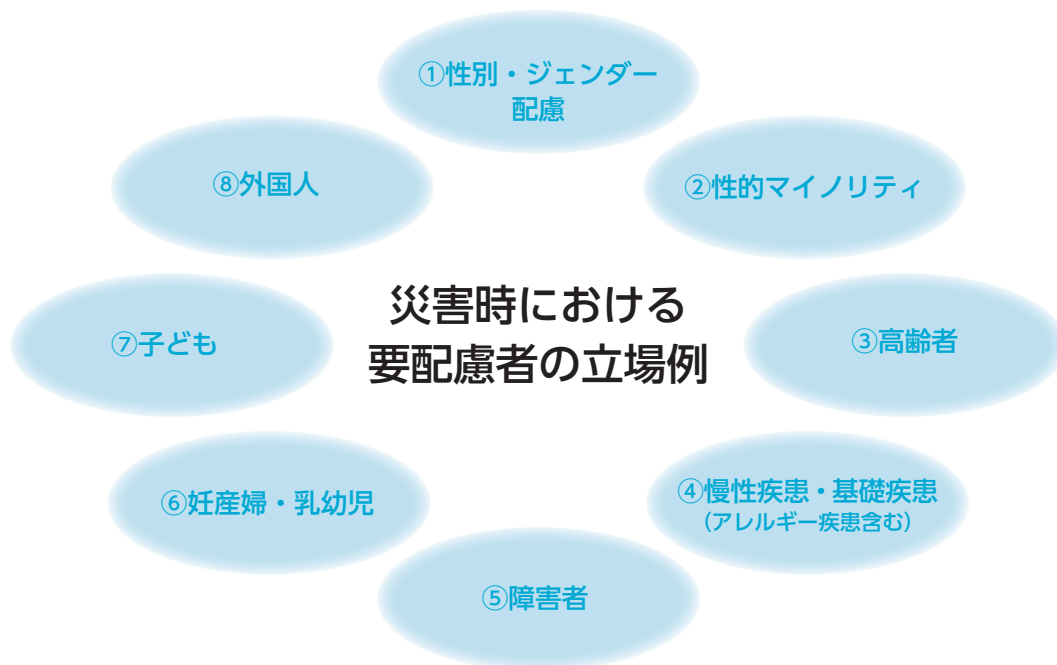 災害時における
要配慮者の立場例
①性別・ジェンダー
配慮
②性的マイノリティ
③高齢者
④慢性疾患・基礎疾患
(アレルギー疾患含む)
⑤障害者
⑥妊産婦・乳幼児
⑦子ども
⑧外国人